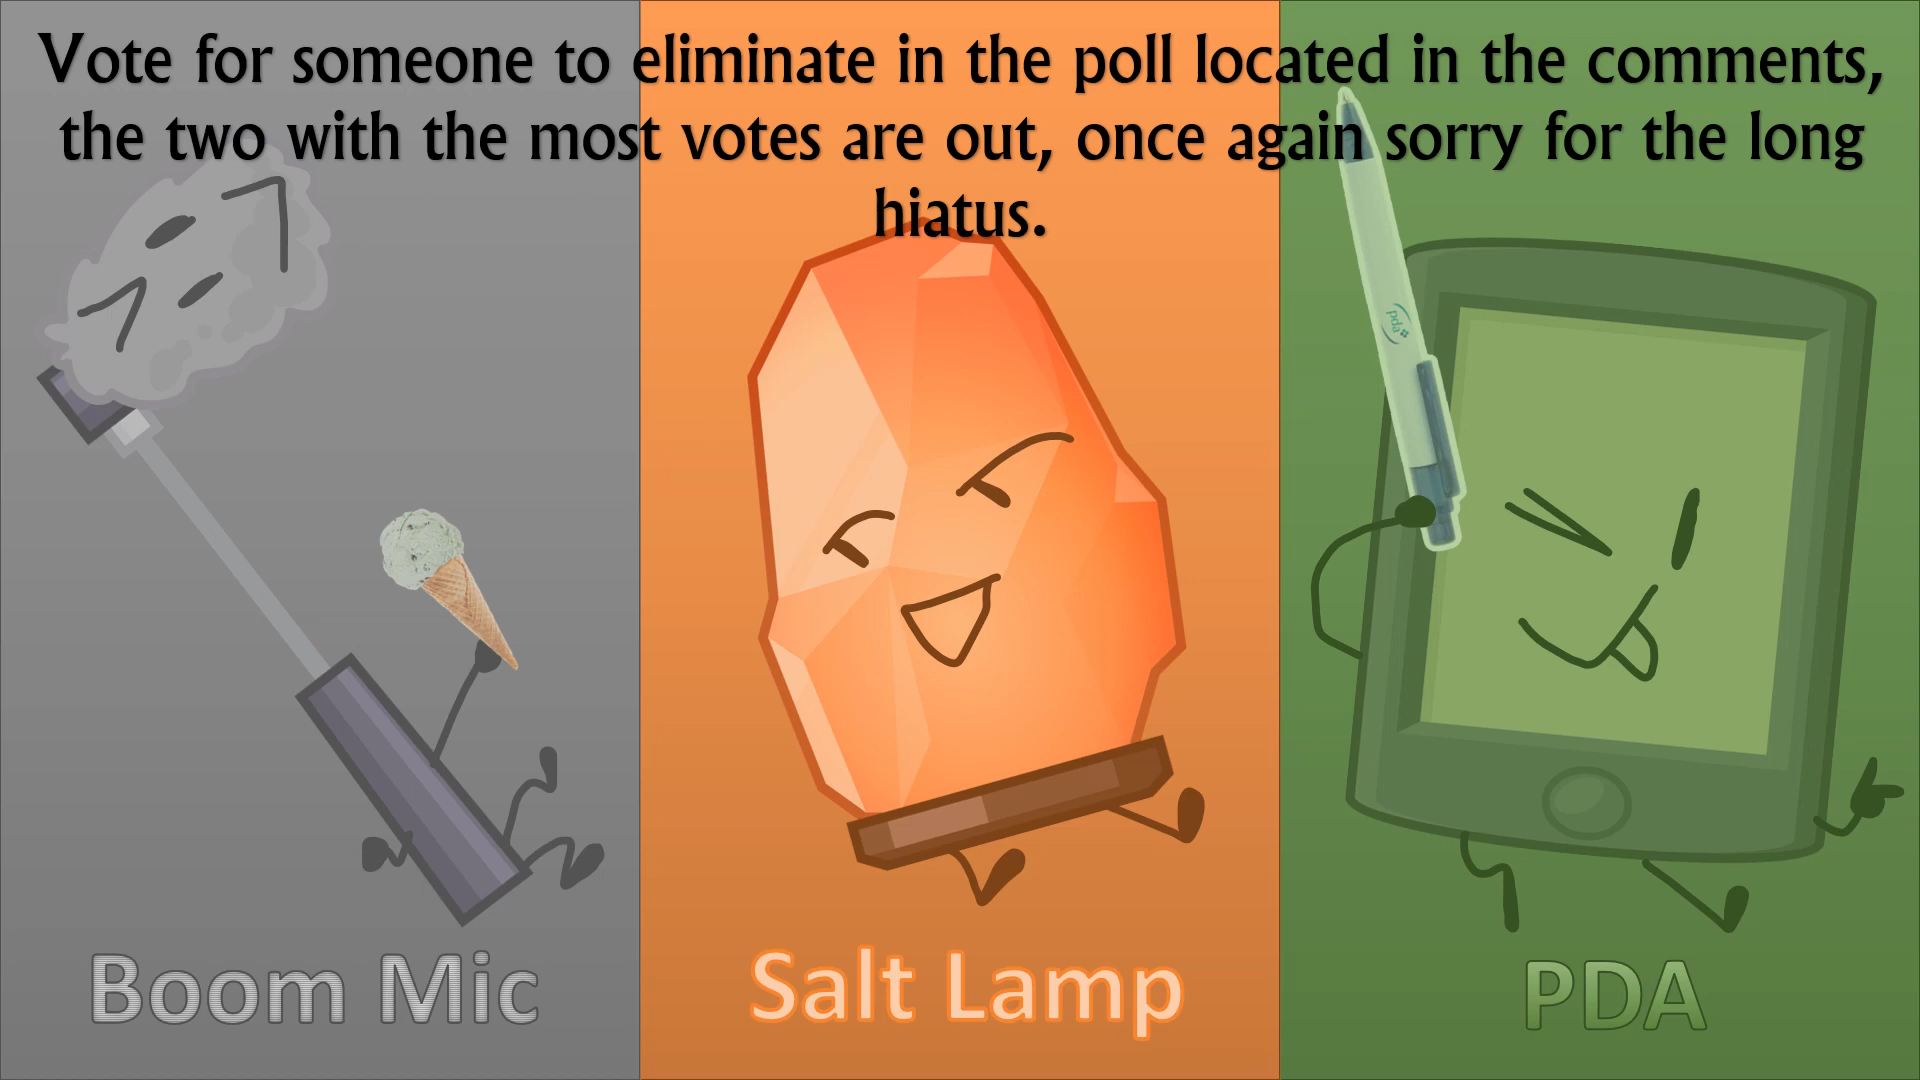 Vote for someone to eliminate in the poll located in the comments,
the two with the most votes are out, once again sorry for the long
hiatus.
pda
Boom Mic
Salt Lamp
PDA